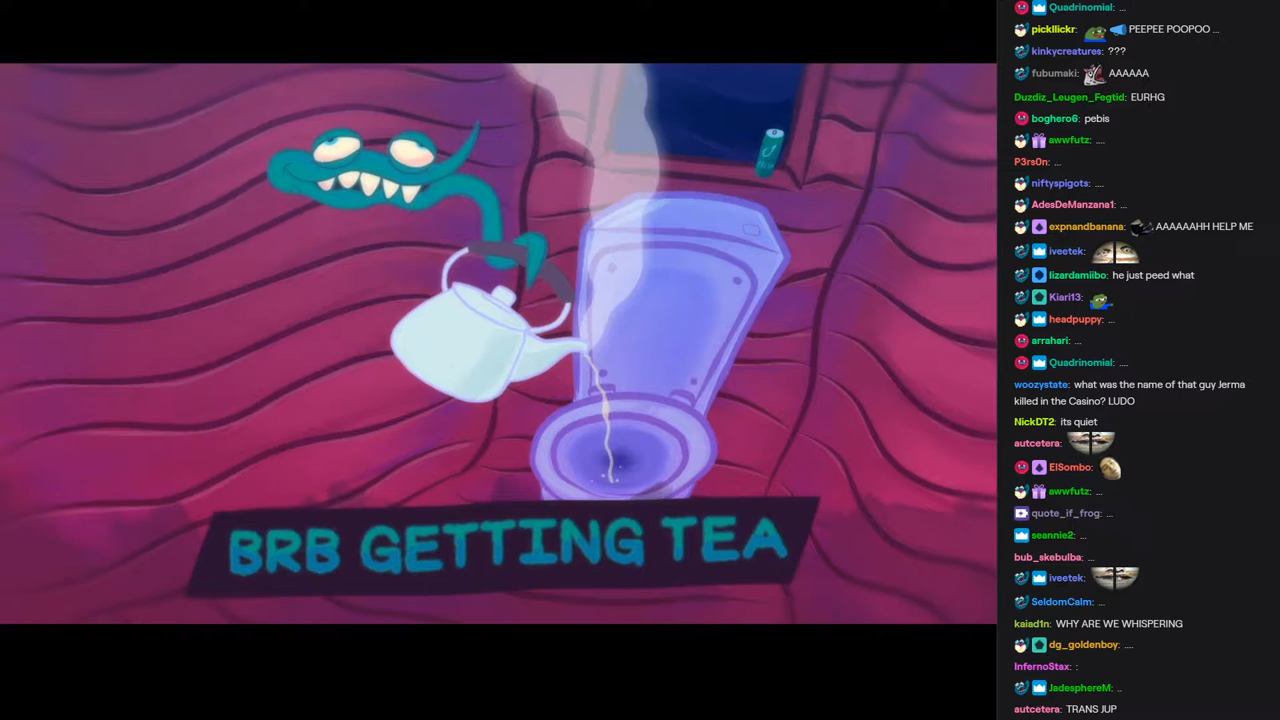 BRB GETTING TEA
Quadrinomial: ...
pickllickr: PEEPEE POOPOO ...
kinkycreatures: ???
fubumaki: AAAAAA
Duzdiz_Leugen_Fegtid: EURHG
boghero6: pebis
awwfutz: ....
P3rs0n: ...
niftyspigots: ....
AdesDeManzana1: ...
expnandbanana: AAAAAAHH HELP ME
iveetek:
lizardamiibo: he just peed what
Kiari13:
headpuppy: ...
arrahari: ...
Quadrinomial: ....
woozystate: what was the name of that guy Jerma
killed in the Casino? LUDO
NickDT2: its quiet
autcetera:
ElSombo:
awwfutz: ...
quote_if_frog: ...
seannie2: ...
bub_skebulba: ...
iveetek:
SeldomCalm: ...
kaiad1n: WHY ARE WE WHISPERING
dg_goldenboy: ....
InfernoStax: :
JadesphereM: ..
autcetera: TRANS JUP